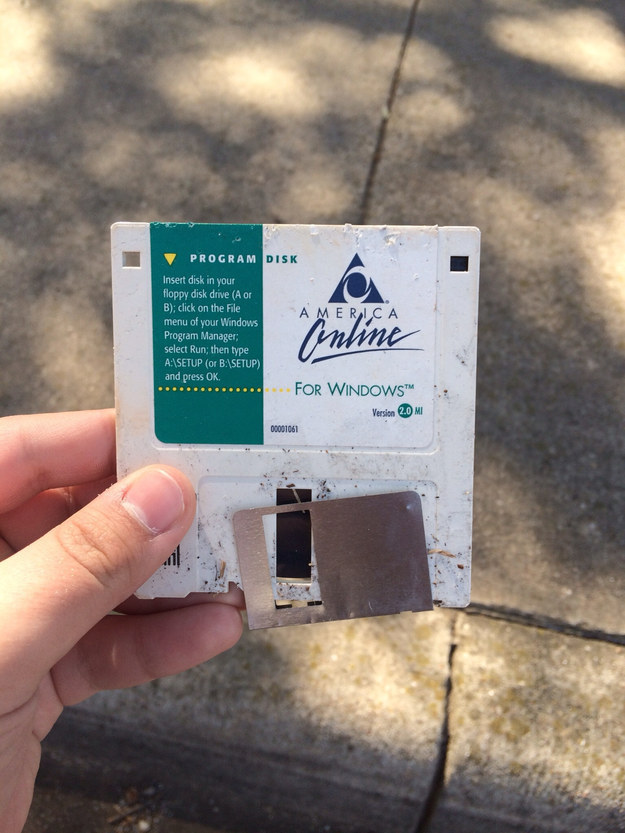 PROGRAM DISK
Insert disk in your
floppy disk drive (A or
B); click on the File
menu of your Windows
Program Manager;
select Run; then type
A:\SETUP (or B:\SETUP)
and press OK.
AMERICA®
Online
FOR WINDOWS™
Version 2.0 MI
00001061